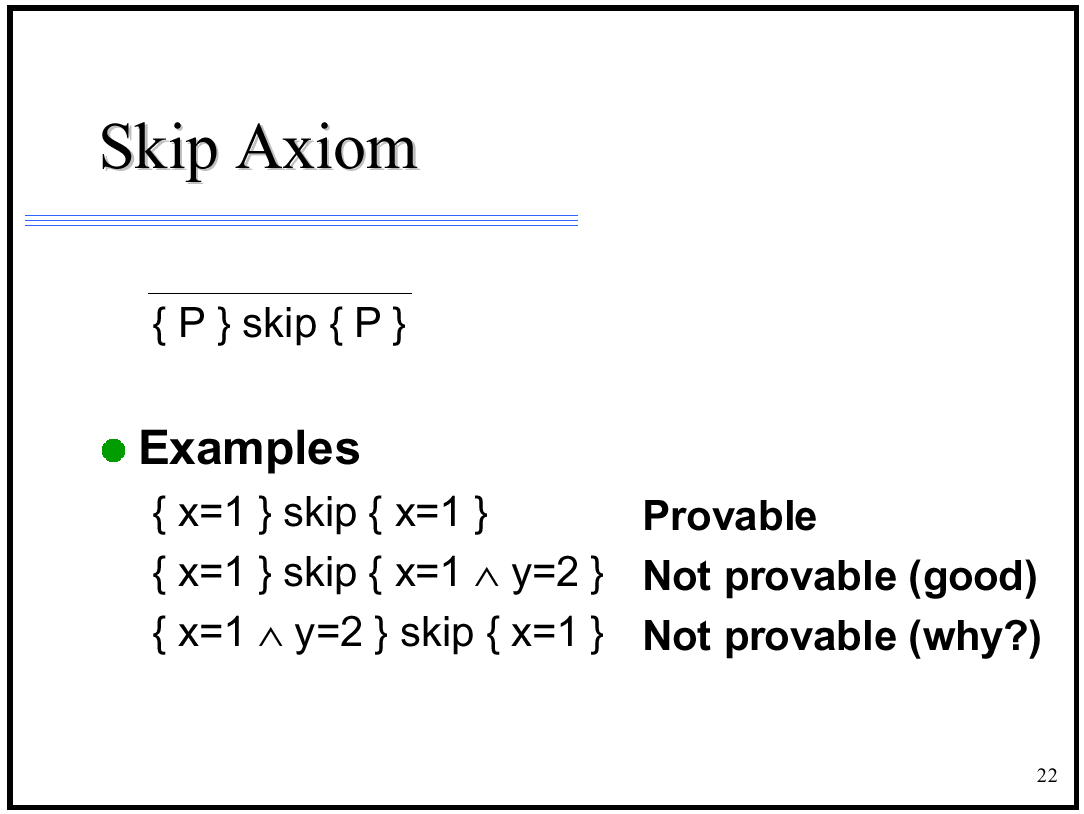 Skip Axiom
{ P } skip { P }
Examples
{ x=1 } skip { x=1 } Provable
{ x=1 } skip { x=1 ∧ y=2 } Not provable (good)
{ x=1 ∧ y=2 } skip { x=1 } Not provable (why?)
22